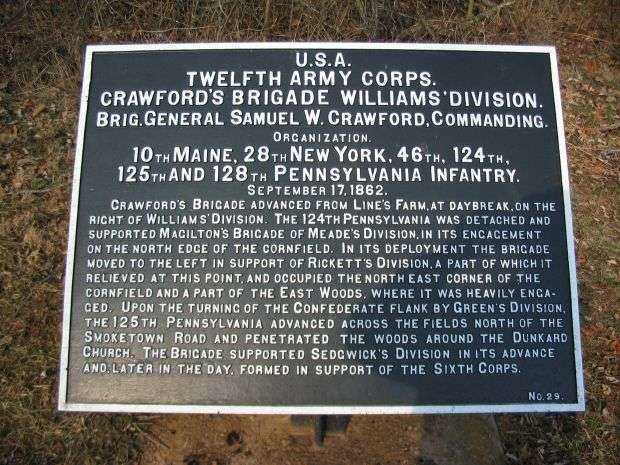 U.S.A.
TWELFTH ARMY CORPS.
CRAWFORD'S BRIGADE WILLIAMS' DIVISION.
BRIG. GENERAL SAMUEL W. CRAWFORD, COMMANDING.
ORGANIZATION.
10TH MAINE, 28TH NEW YORK, 46TH, 124TH,
125TH AND 128TH PENNSYLVANIA INFANTRY.
SEPTEMBER 17, 1862.
CRAWFORD'S BRIGADE ADVANCED FROM LINE'S FARM, AT DAYBREAK, ON THE
RIGHT OF WILLIAMS' DIVISION. THE 124TH PENNSYLVANIA WAS DETACHED AND
SUPPORTED MAGILTON'S BRIGADE OF MEADE'S DIVISION, IN ITS ENGAGEMENT
ON THE NORTH EDGE OF THE CORNFIELD. IN ITS DEPLOYMENT THE BRIGADE
MOVED TO THE LEFT IN SUPPORT OF RICKETT'S DIVISION, A PART OF WHICH IT
RELIEVED AT THIS POINT, AND OCCUPIED THE NORTH EAST CORNER OF THE
CORNFIELD AND A PART OF THE EAST WOODS, WHERE IT WAS HEAVILY ENGA-
GED. UPON THE TURNING OF THE CONFEDERATE FLANK BY GREEN'S DIVISION,
THE 125TH. PENNSYLVANIA ADVANCED ACROSS THE FIELDS NORTH OF THE
SMOKETOWN ROAD AND PENETRATED THE WOODS AROUND THE DUNKARD
CHURCH. THE BRIGADE SUPPORTED SEDGWICK'S DIVISION IN ITS ADVANCE
AND, LATER IN THE DAY, FORMED IN SUPPORT OF THE SIXTH CORPS.
NO. 29.